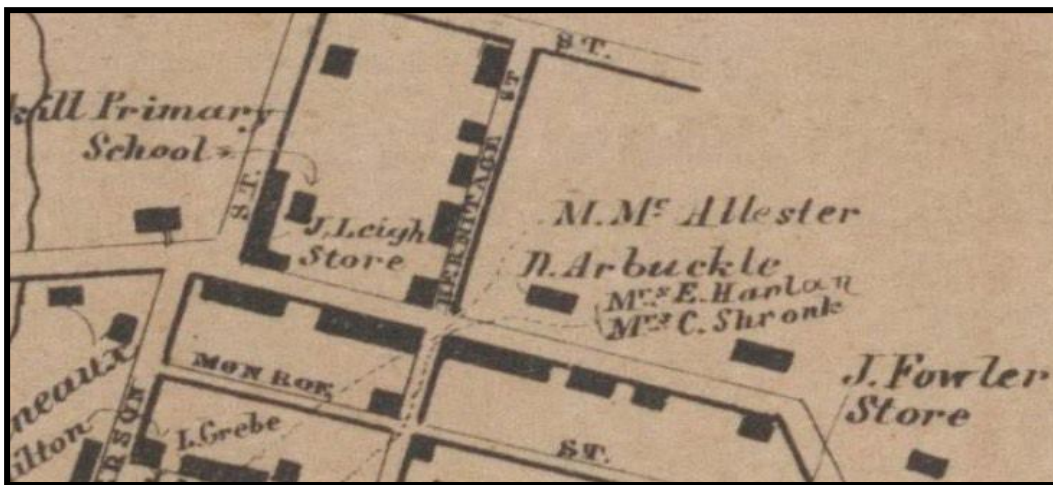 ST.
kill Primary
School
ST.
HERMITAGE ST
J. Leigh
Store
M. Mc Allester
D. Arbuckle
Mrs E. Harlan
Mrs C. Shronk
MONROE
ST.
J. Fowler
Store
neaux
ilton
ERSON
I. Grebe